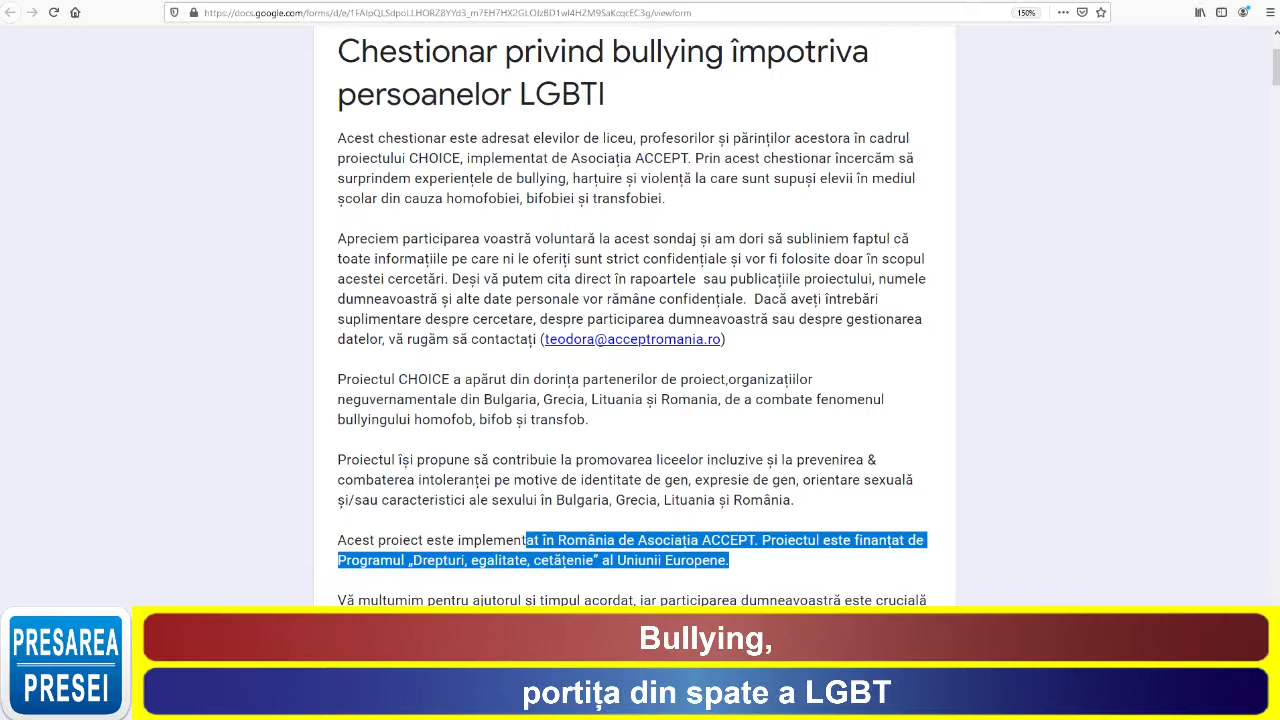 https://docs.google.com/forms/d/e/1FAIpQLSdpoLLHORZ8YYd3_m7EH7HX2GLOIzBD1wI4HZM9SaKcqcEC3g/viewform
150%
Chestionar privind bullying împotriva
persoanelor LGBTI
Acest chestionar este adresat elevilor de liceu, profesorilor și părinților acestora în cadrul
proiectului CHOICE, implementat de Asociația ACCEPT. Prin acest chestionar încercăm să
surprindem experiențele de bullying, harțuire și violență la care sunt supuși elevii în mediul
școlar din cauza homofobiei, bifobiei și transfobiei.
Apreciem participarea voastră voluntară la acest sondaj și am dori să subliniem faptul că
toate informațiile pe care ni le oferiți sunt strict confidențiale și vor fi folosite doar în scopul
acestei cercetări. Deși vă putem cita direct în rapoartele  sau publicațiile proiectului, numele
dumneavoastră și alte date personale vor rămâne confidențiale.  Dacă aveți întrebări
suplimentare despre cercetare, despre participarea dumneavoastră sau despre gestionarea
datelor, vă rugăm să contactați (teodora@acceptromania.ro)
Proiectul CHOICE a apărut din dorința partenerilor de proiect,organizațiilor
neguvernamentale din Bulgaria, Grecia, Lituania și Romania, de a combate fenomenul
bullyingului homofob, bifob și transfob.
Proiectul își propune să contribuie la promovarea liceelor incluzive și la prevenirea &
combaterea intoleranței pe motive de identitate de gen, expresie de gen, orientare sexuală
și/sau caracteristici ale sexului în Bulgaria, Grecia, Lituania și România.
Acest proiect este implementat în România de Asociația ACCEPT. Proiectul este finanțat de
Programul „Drepturi, egalitate, cetățenie” al Uniunii Europene.
Vă mulțumim pentru ajutorul și timpul acordat, iar participarea dumneavoastră este crucială
PRESAREA
PRESEI
Bullying,
portița din spate a LGBT